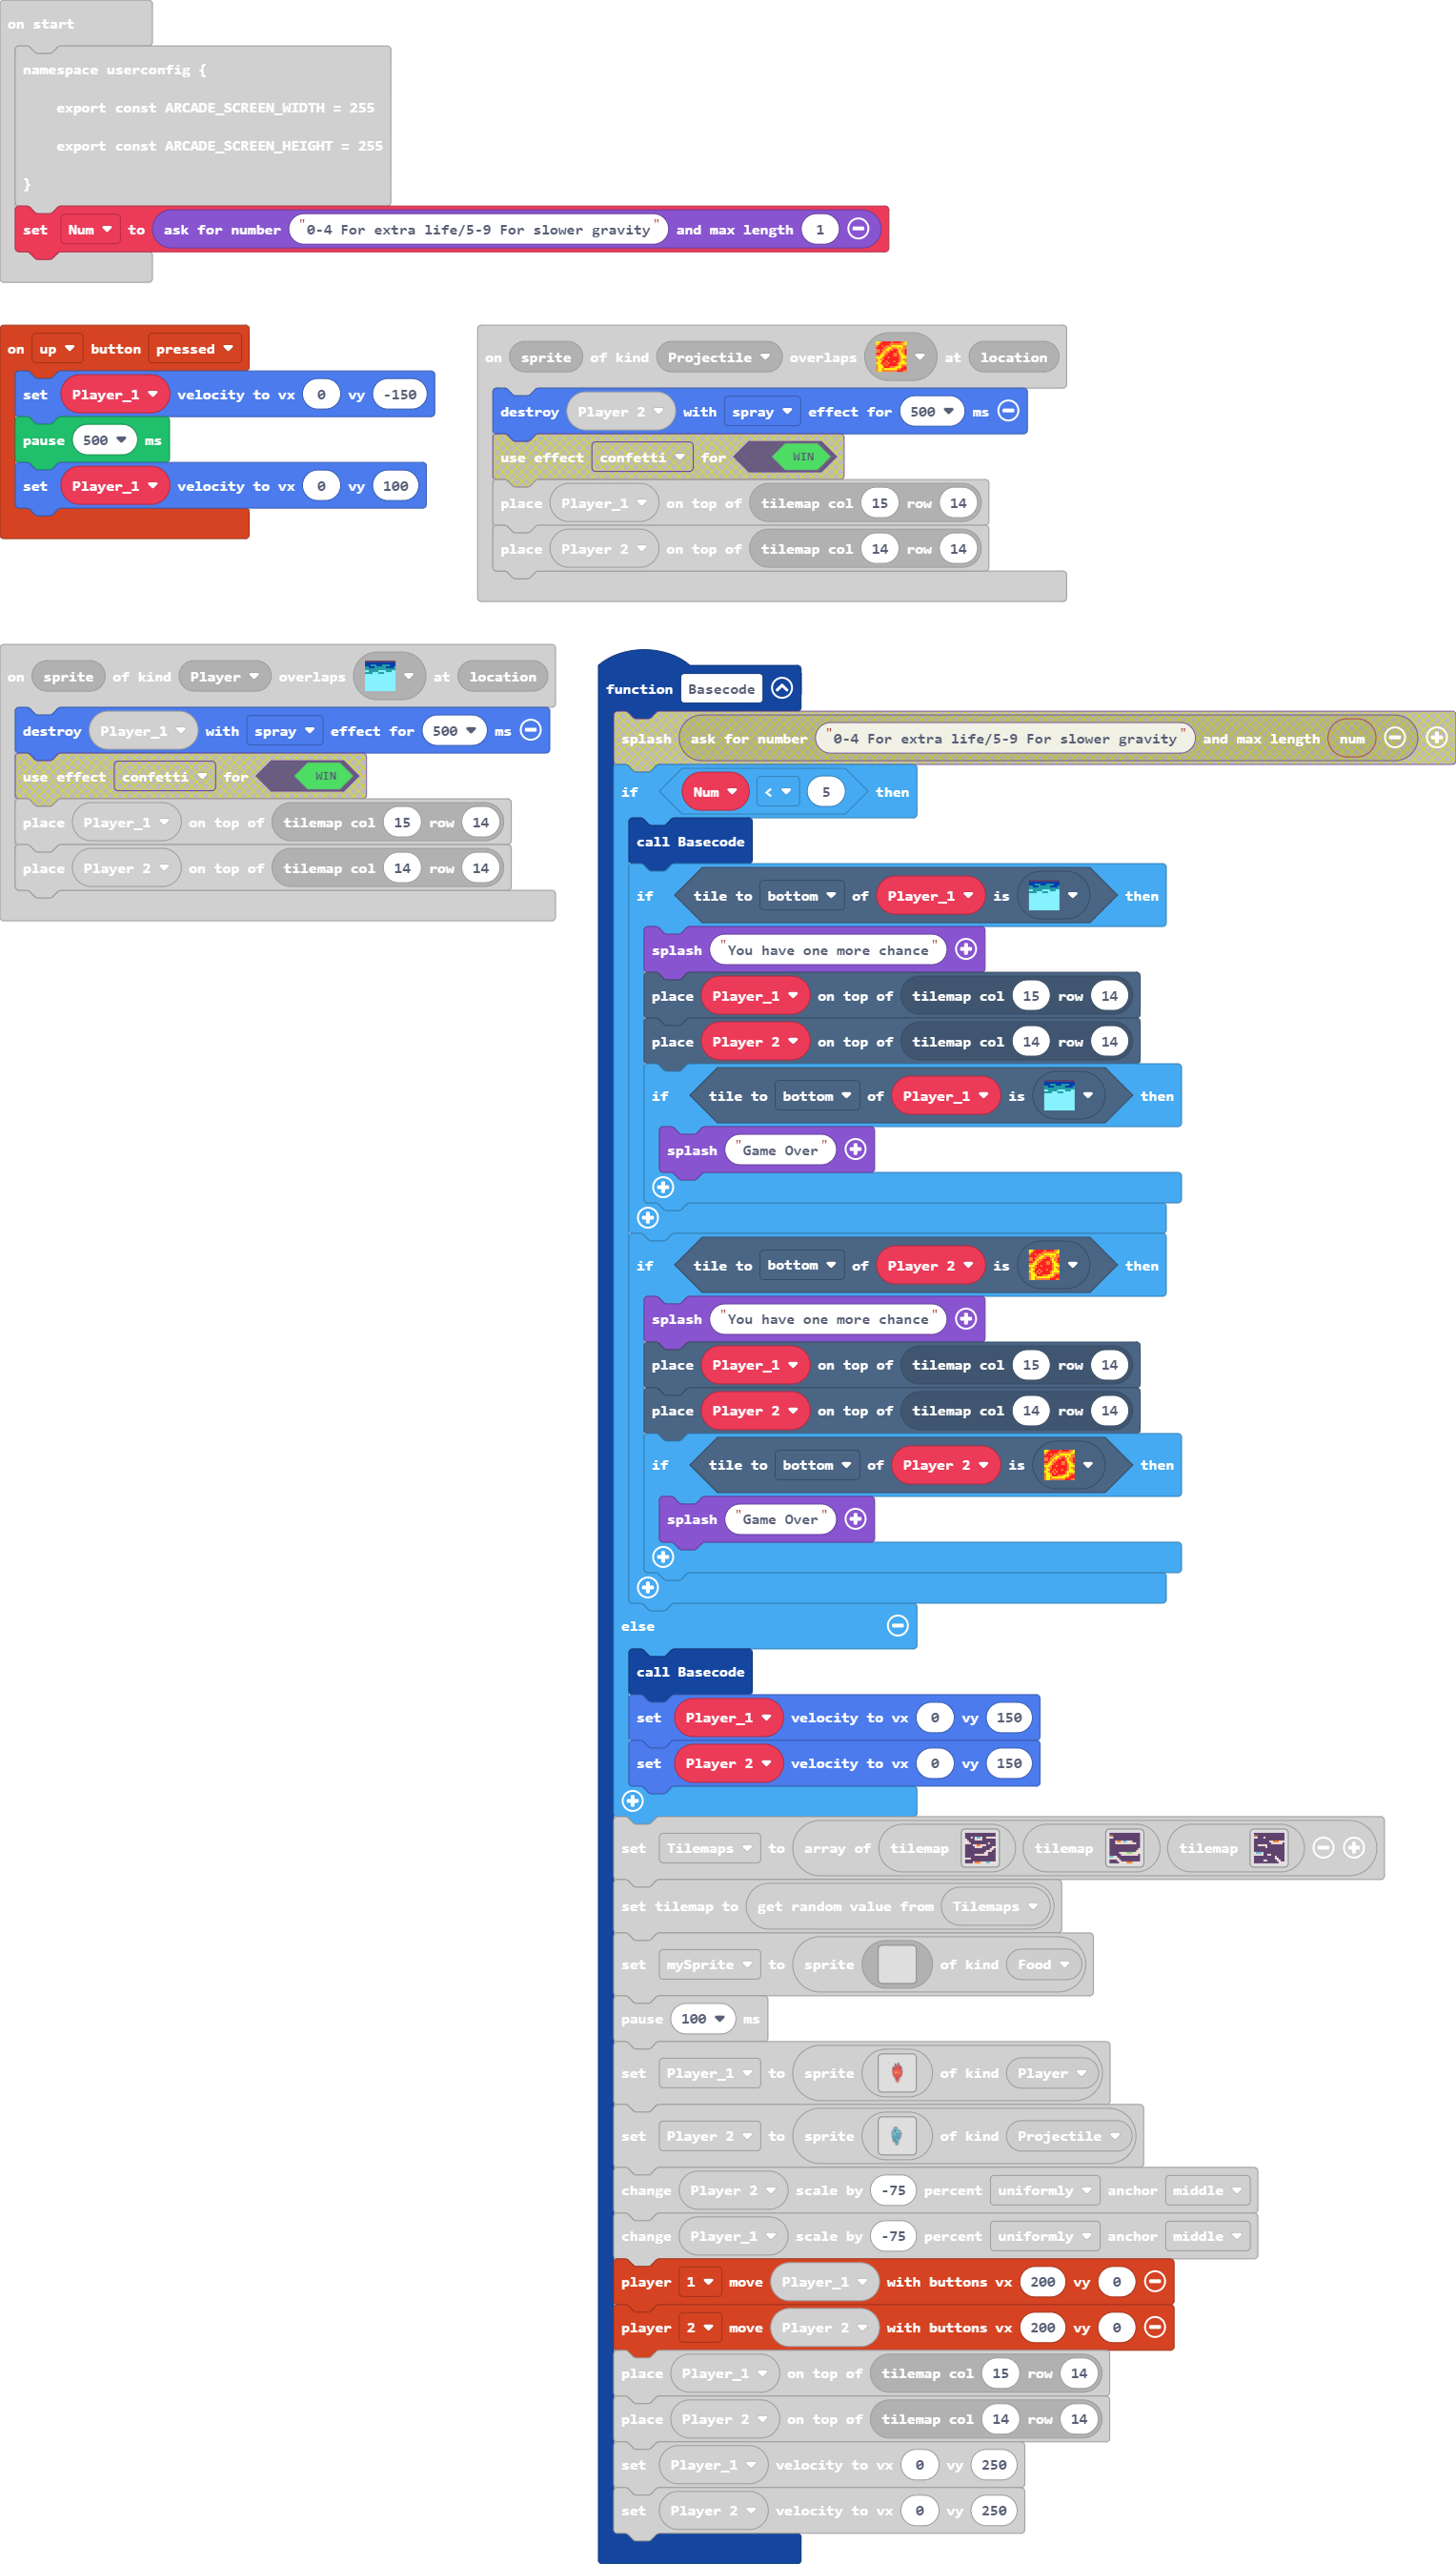 on start
namespace userconfig {
export const ARCADE_SCREEN_WIDTH = 255
export const ARCADE_SCREEN_HEIGHT = 255
}
set Num to ask for number "0-4 For extra life/5-9 For slower gravity" and max length 1
on up button pressed
set Player_1 velocity to vx 0 vy -150
pause 500 ms
set Player_1 velocity to vx 0 vy 100
on sprite of kind Projectile overlaps at location
destroy Player 2 with spray effect for 500 ms
use effect confetti for WIN
place Player_1 on top of tilemap col 15 row 14
place Player 2 on top of tilemap col 14 row 14
on sprite of kind Player overlaps at location
destroy Player_1 with spray effect for 500 ms
use effect confetti for WIN
place Player_1 on top of tilemap col 15 row 14
place Player 2 on top of tilemap col 14 row 14
function Basecode
splash ask for number "0-4 For extra life/5-9 For slower gravity" and max length num
if Num < 5 then
call Basecode
if tile to bottom of Player_1 is then
splash "You have one more chance"
place Player_1 on top of tilemap col 15 row 14
place Player 2 on top of tilemap col 14 row 14
if tile to bottom of Player_1 is then
splash "Game Over"
if tile to bottom of Player 2 is then
splash "You have one more chance"
place Player_1 on top of tilemap col 15 row 14
place Player 2 on top of tilemap col 14 row 14
if tile to bottom of Player 2 is then
splash "Game Over"
else
call Basecode
set Player_1 velocity to vx 0 vy 150
set Player 2 velocity to vx 0 vy 150
set Tilemaps to array of tilemap tilemap tilemap
set tilemap to get random value from Tilemaps
set mySprite to sprite of kind Food
pause 100 ms
set Player_1 to sprite of kind Player
set Player 2 to sprite of kind Projectile
change Player 2 scale by -75 percent uniformly anchor middle
change Player_1 scale by -75 percent uniformly anchor middle
player 1 move Player_1 with buttons vx 200 vy 0
player 2 move Player 2 with buttons vx 200 vy 0
place Player_1 on top of tilemap col 15 row 14
place Player 2 on top of tilemap col 14 row 14
set Player_1 velocity to vx 0 vy 250
set Player 2 velocity to vx 0 vy 250